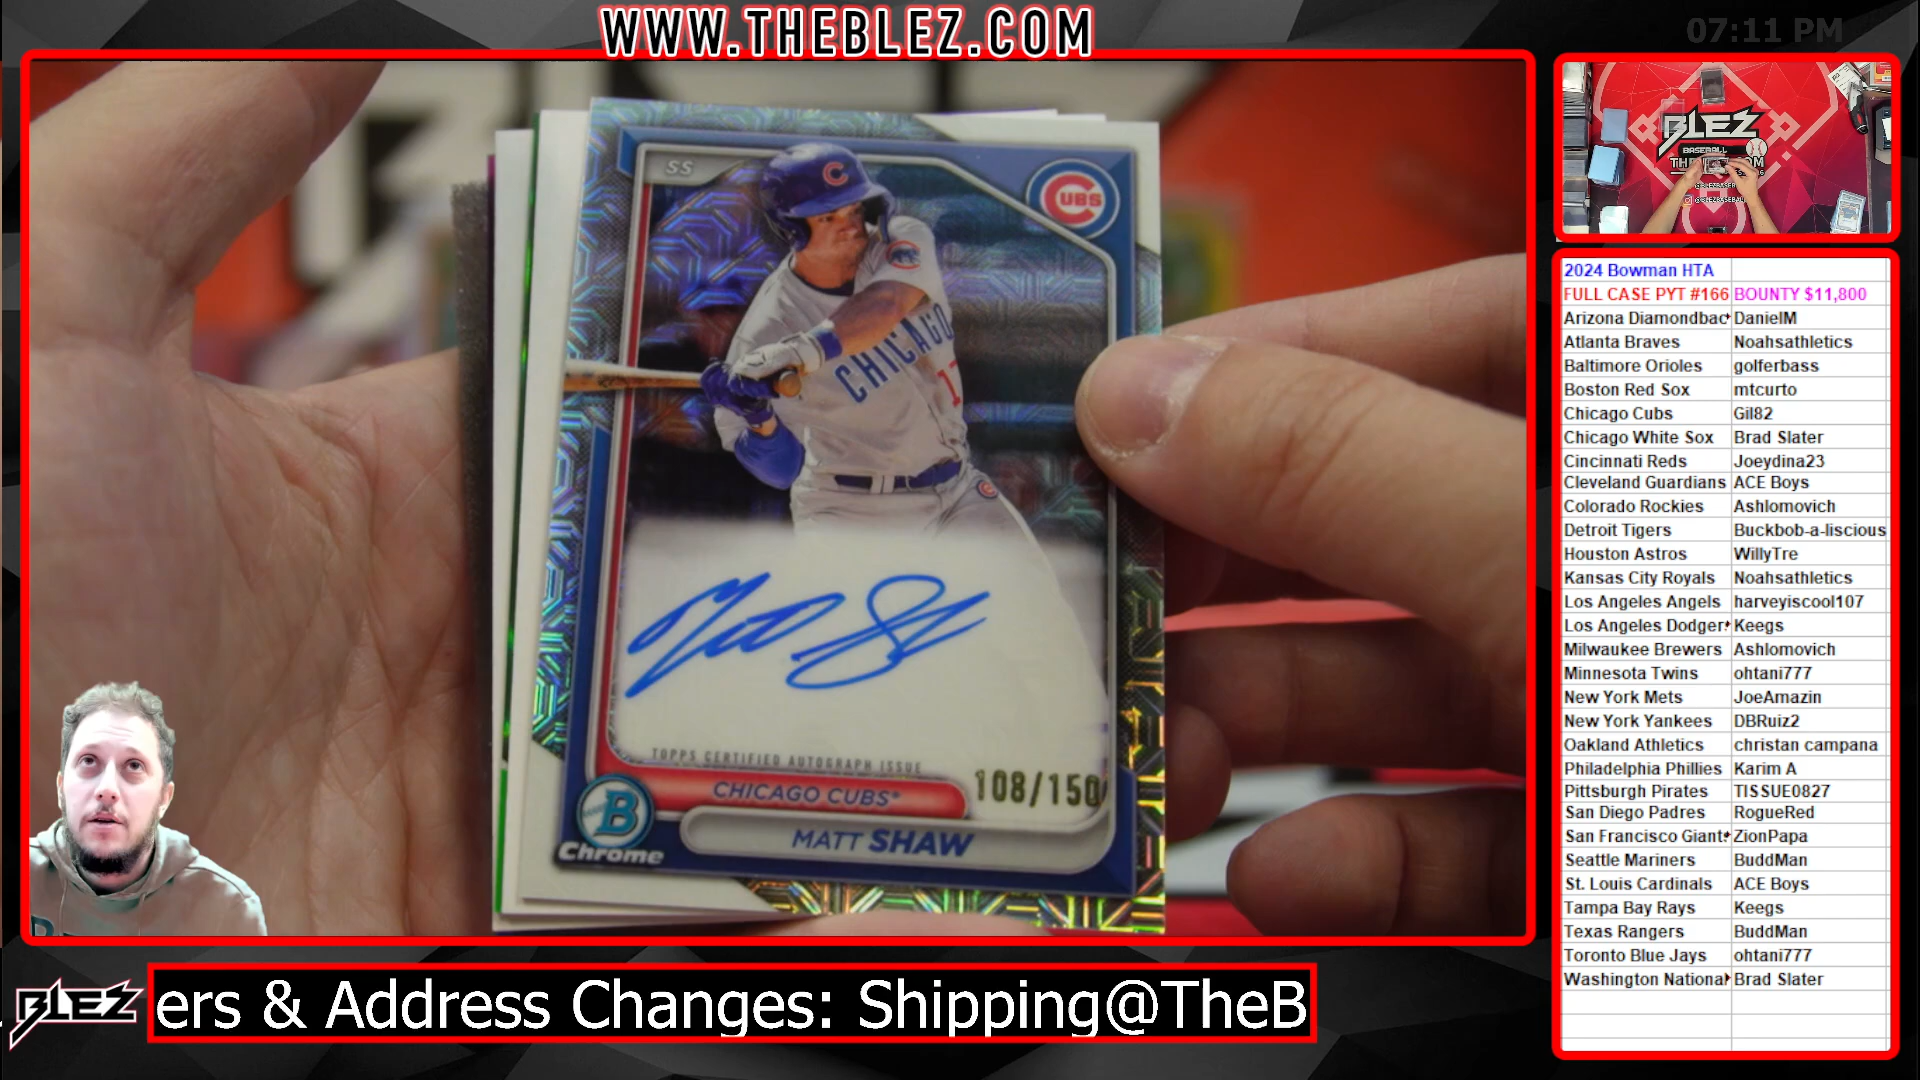 WWW.THEBLEZ.COM
07:11 PM
SS
C
CUBS
CHICAGO
TOPPS CERTIFIED AUTOGRAPH ISSUE
108/150
CHICAGO CUBS
B
Chrome
MATT SHAW
BLEZ
BASEBALL
2024 Bowman HTA
FULL CASE PYT #166 BOUNTY $11,800
Arizona Diamondbac DanielM
Atlanta Braves Noahsathletics
Baltimore Orioles golferbass
Boston Red Sox mtcurto
Chicago Cubs Gil82
Chicago White Sox Brad Slater
Cincinnati Reds Joeydina23
Cleveland Guardians ACE Boys
Colorado Rockies Ashlomovich
Detroit Tigers Buckbob-a-liscious
Houston Astros WillyTre
Kansas City Royals Noahsathletics
Los Angeles Angels harveyiscool107
Los Angeles Dodger Keegs
Milwaukee Brewers Ashlomovich
Minnesota Twins ohtani777
New York Mets JoeAmazin
New York Yankees DBRuiz2
Oakland Athletics christan campana
Philadelphia Phillies Karim A
Pittsburgh Pirates TISSUE0827
San Diego Padres RogueRed
San Francisco Giant ZionPapa
Seattle Mariners BuddMan
St. Louis Cardinals ACE Boys
Tampa Bay Rays Keegs
Texas Rangers BuddMan
Toronto Blue Jays ohtani777
Washington National Brad Slater
BLEZ
ers & Address Changes: Shipping@TheB